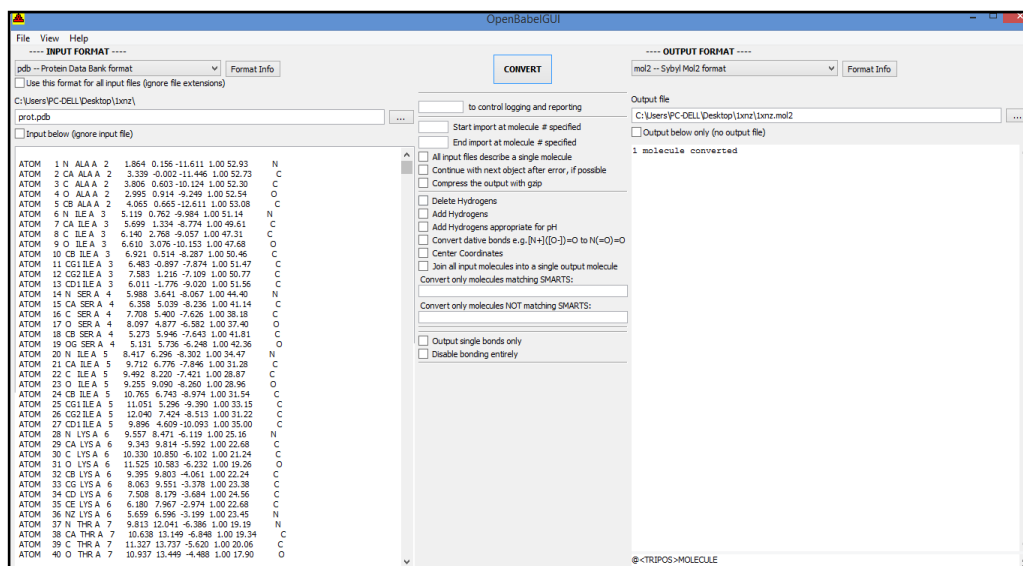 OpenBabelGUI
File View Help
---- INPUT FORMAT ----
pdb -- Protein Data Bank format
Format Info
Use this format for all input files (ignore file extensions)
C:\Users\PC-DELL\Desktop\1xnz\
prot.pdb
...
Input below (ignore input file)
ATOM 1 N ALA A 2 1.864 0.156 -11.611 1.00 52.93 N
ATOM 2 CA ALA A 2 3.339 -0.002 -11.446 1.00 52.73 C
ATOM 3 C ALA A 2 3.806 0.603 -10.124 1.00 52.30 C
ATOM 4 O ALA A 2 2.995 0.914 -9.249 1.00 52.54 O
ATOM 5 CB ALA A 2 4.065 0.665 -12.611 1.00 53.08 C
ATOM 6 N ILE A 3 5.119 0.762 -9.984 1.00 51.14 N
ATOM 7 CA ILE A 3 5.699 1.334 -8.774 1.00 49.61 C
ATOM 8 C ILE A 3 6.140 2.768 -9.057 1.00 47.31 C
ATOM 9 O ILE A 3 6.610 3.076 -10.153 1.00 47.68 O
ATOM 10 CB ILE A 3 6.921 0.514 -8.287 1.00 50.46 C
ATOM 11 CG1 ILE A 3 6.483 -0.897 -7.874 1.00 51.47 C
ATOM 12 CG2 ILE A 3 7.583 1.216 -7.109 1.00 50.77 C
ATOM 13 CD1 ILE A 3 6.011 -1.776 -9.020 1.00 51.56 C
ATOM 14 N SER A 4 5.988 3.641 -8.067 1.00 44.40 N
ATOM 15 CA SER A 4 6.358 5.039 -8.236 1.00 41.14 C
ATOM 16 C SER A 4 7.708 5.400 -7.626 1.00 38.18 C
ATOM 17 O SER A 4 8.097 4.877 -6.582 1.00 37.40 O
ATOM 18 CB SER A 4 5.273 5.946 -7.643 1.00 41.81 C
ATOM 19 OG SER A 4 5.131 5.736 -6.248 1.00 42.36 O
ATOM 20 N ILE A 5 8.417 6.296 -8.302 1.00 34.47 N
ATOM 21 CA ILE A 5 9.712 6.776 -7.846 1.00 31.28 C
ATOM 22 C ILE A 5 9.492 8.220 -7.421 1.00 28.87 C
ATOM 23 O ILE A 5 9.255 9.090 -8.260 1.00 28.96 O
ATOM 24 CB ILE A 5 10.765 6.743 -8.974 1.00 31.54 C
ATOM 25 CG1 ILE A 5 11.051 5.296 -9.390 1.00 33.15 C
ATOM 26 CG2 ILE A 5 12.040 7.424 -8.513 1.00 31.22 C
ATOM 27 CD1 ILE A 5 9.896 4.609 -10.093 1.00 35.00 C
ATOM 28 N LYS A 6 9.557 8.471 -6.119 1.00 25.16 N
ATOM 29 CA LYS A 6 9.343 9.814 -5.592 1.00 22.68 C
ATOM 30 C LYS A 6 10.330 10.850 -6.102 1.00 21.24 C
ATOM 31 O LYS A 6 11.525 10.583 -6.232 1.00 19.26 O
ATOM 32 CB LYS A 6 9.395 9.803 -4.061 1.00 22.24 C
ATOM 33 CG LYS A 6 8.063 9.551 -3.378 1.00 23.38 C
ATOM 34 CD LYS A 6 7.508 8.179 -3.684 1.00 24.56 C
ATOM 35 CE LYS A 6 6.180 7.967 -2.974 1.00 22.68 C
ATOM 36 NZ LYS A 6 5.659 6.596 -3.199 1.00 23.45 N
ATOM 37 N THR A 7 9.813 12.041 -6.386 1.00 19.19 N
ATOM 38 CA THR A 7 10.638 13.149 -6.848 1.00 19.34 C
ATOM 39 C THR A 7 11.327 13.737 -5.620 1.00 20.06 C
ATOM 40 O THR A 7 10.937 13.449 -4.488 1.00 17.90 O
CONVERT
to control logging and reporting
Start import at molecule # specified
End import at molecule # specified
All input files describe a single molecule
Continue with next object after error, if possible
Compress the output with gzip
Delete Hydrogens
Add Hydrogens
Add Hydrogens appropriate for pH
Convert dative bonds e.g.[N+]([O-])=O to N(=O)=O
Center Coordinates
Join all input molecules into a single output molecule
Convert only molecules matching SMARTS:
Convert only molecules NOT matching SMARTS:
Output single bonds only
Disable bonding entirely
---- OUTPUT FORMAT ----
mol2 -- Sybyl Mol2 format
Format Info
Output file
C:\Users\PC-DELL\Desktop\1xnz\1xnz.mol2
...
Output below only (no output file)
1 molecule converted
@<TRIPOS>MOLECULE